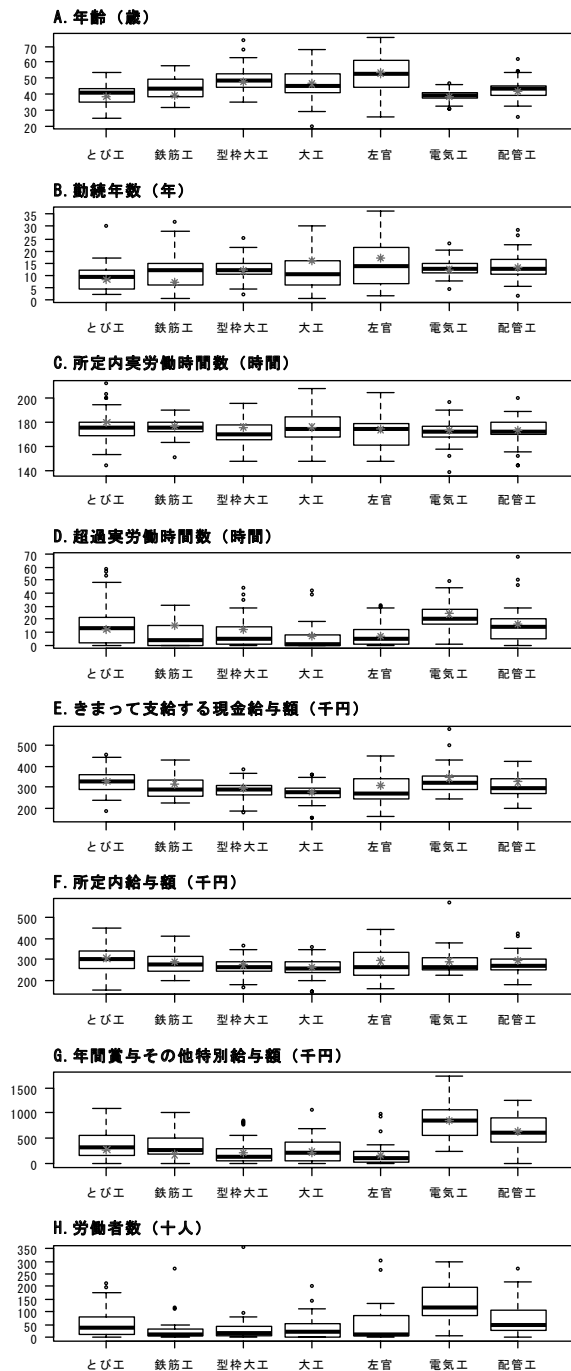 A.年齢（歳）
70
60
50
40
30
20
とび工 鉄筋工 型枠大工 大工 左官 電気工 配管工
B.勤続年数（年）
35
30
25
20
15
10
5
0
とび工 鉄筋工 型枠大工 大工 左官 電気工 配管工
C.所定内実労働時間数（時間）
200
180
160
140
とび工 鉄筋工 型枠大工 大工 左官 電気工 配管工
D.超過実労働時間数（時間）
70
60
50
40
30
20
10
0
とび工 鉄筋工 型枠大工 大工 左官 電気工 配管工
E.きまって支給する現金給与額（千円）
500
400
300
200
とび工 鉄筋工 型枠大工 大工 左官 電気工 配管工
F.所定内給与額（千円）
500
400
300
200
とび工 鉄筋工 型枠大工 大工 左官 電気工 配管工
G.年間賞与その他特別給与額（千円）
1500
1000
500
0
とび工 鉄筋工 型枠大工 大工 左官 電気工 配管工
H.労働者数（十人）
350
300
250
200
150
100
50
0
とび工 鉄筋工 型枠大工 大工 左官 電気工 配管工